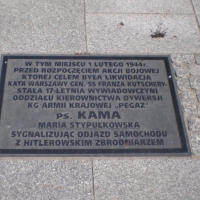 W TYM MIEJSCU 1 LUTEGO 1944r.
PRZED ROZPOCZĘCIEM AKCJI BOJOWEJ
KTÓREJ CELEM BYŁA LIKWIDACJA
KATA WARSZAWY GEN. SS FRANZA KUTSCHERY
STAŁA 17-LETNIA WYWIADOWCZYNI
ODDZIAŁU KIEROWNICTWA DYWERSJI
KG ARMII KRAJOWEJ „PEGAZ"
PS. KAMA
MARIA STYPUŁKOWSKA
SYGNALIZUJĄC ODJAZD SAMOCHODU
Z HITLEROWSKIM ZBRODNIARZEM